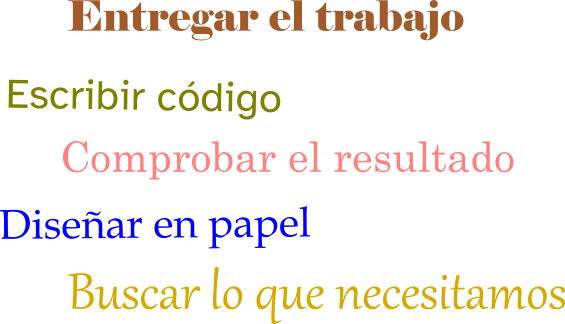 Entregar el trabajo
Escribir código
Comprobar el resultado
Diseñar en papel
Buscar lo que necesitamos